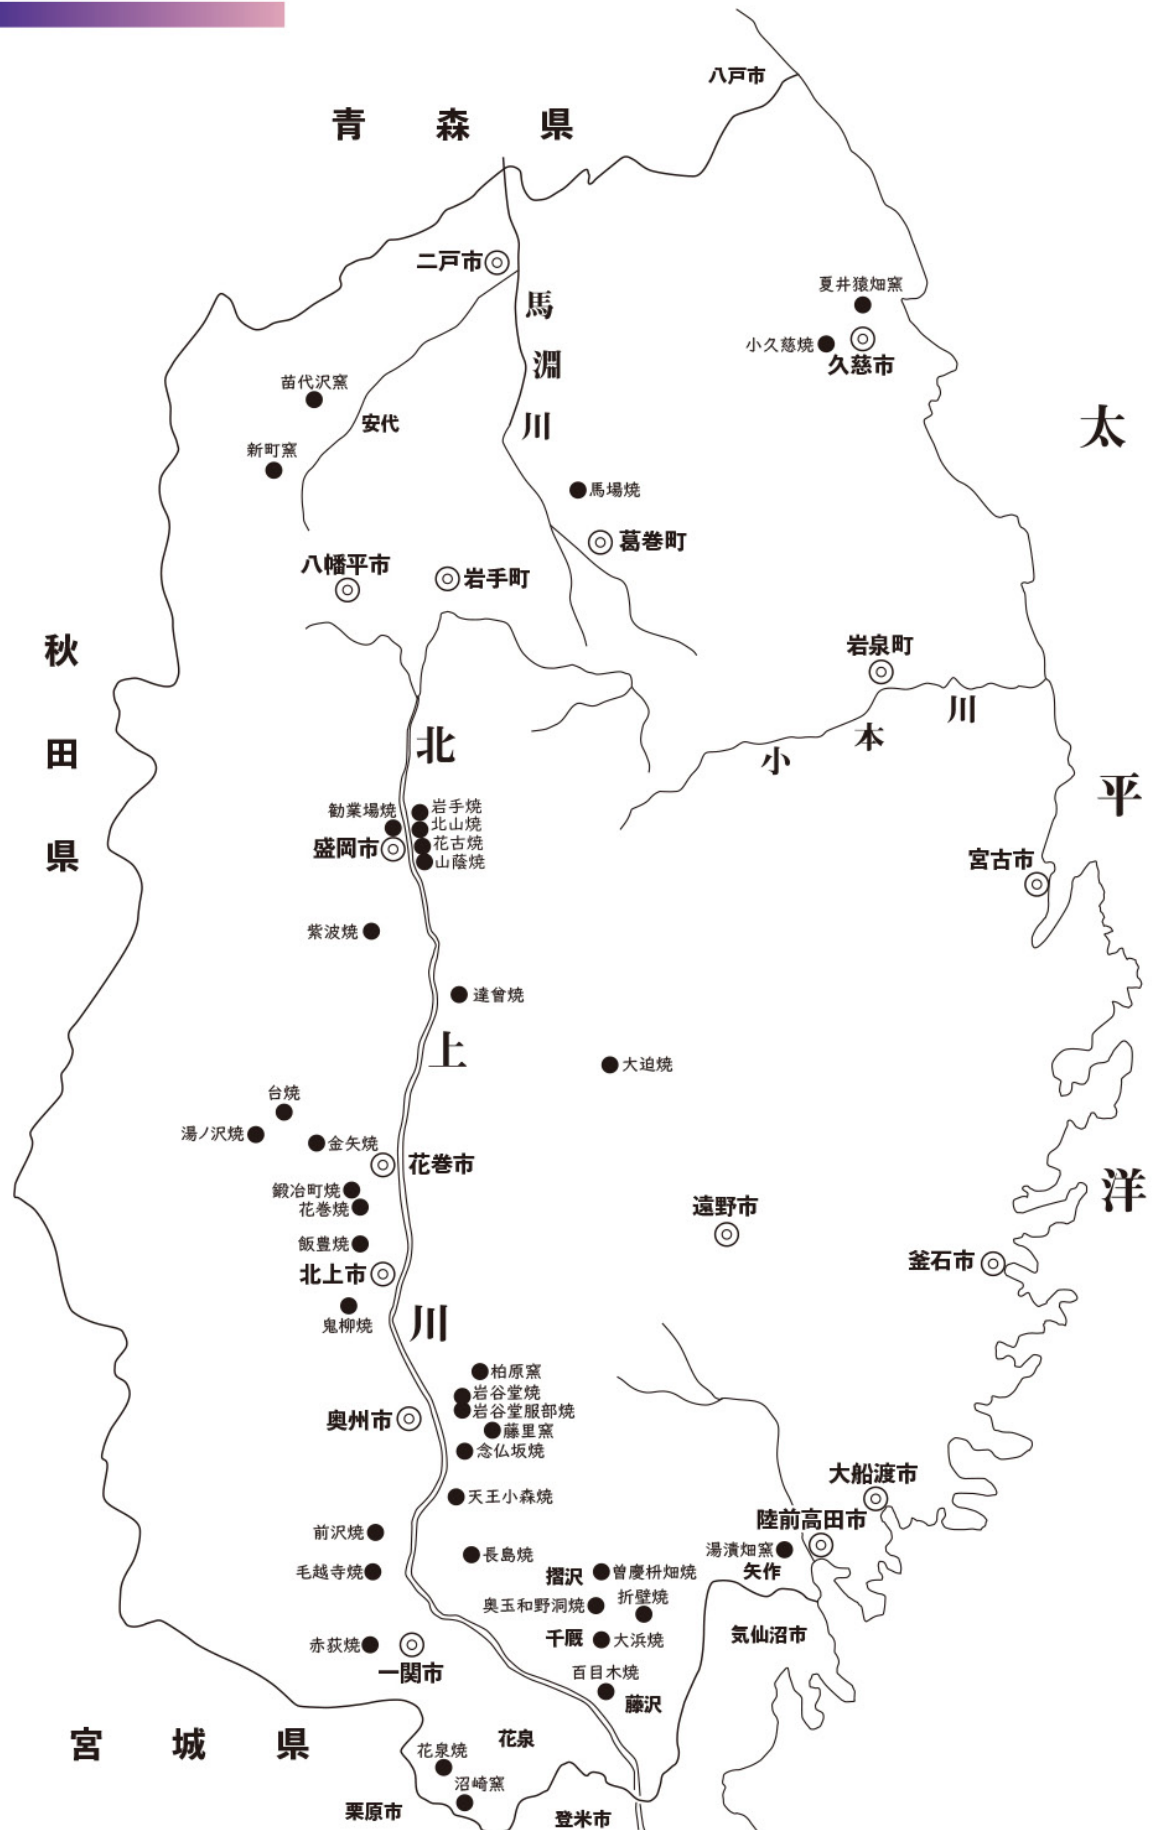 八戸市
青森県
二戸市
馬淵川
夏井猿畑窯
小久慈焼
久慈市
苗代沢窯
安代
新町窯
太平洋
馬場焼
葛巻町
八幡平市
岩手町
秋田県
岩泉町
小本川
北上川
勧業場焼
岩手焼
北山焼
花古焼
山蔭焼
盛岡市
宮古市
紫波焼
達曾焼
大迫焼
台焼
湯ノ沢焼
金矢焼
花巻市
鍛冶町焼
花巻焼
飯豊焼
北上市
鬼柳焼
遠野市
釜石市
柏原窯
岩谷堂焼
岩谷堂服部焼
藤里窯
念仏坂焼
奥州市
天王小森焼
大船渡市
陸前高田市
前沢焼
長島焼
湯漬畑窯
矢作
毛越寺焼
摺沢
曽慶枡畑焼
奥玉和野洞焼
折壁焼
千厩
大浜焼
気仙沼市
赤荻焼
一関市
百目木焼
藤沢
宮城県
花泉
花泉焼
沼崎窯
栗原市
登米市